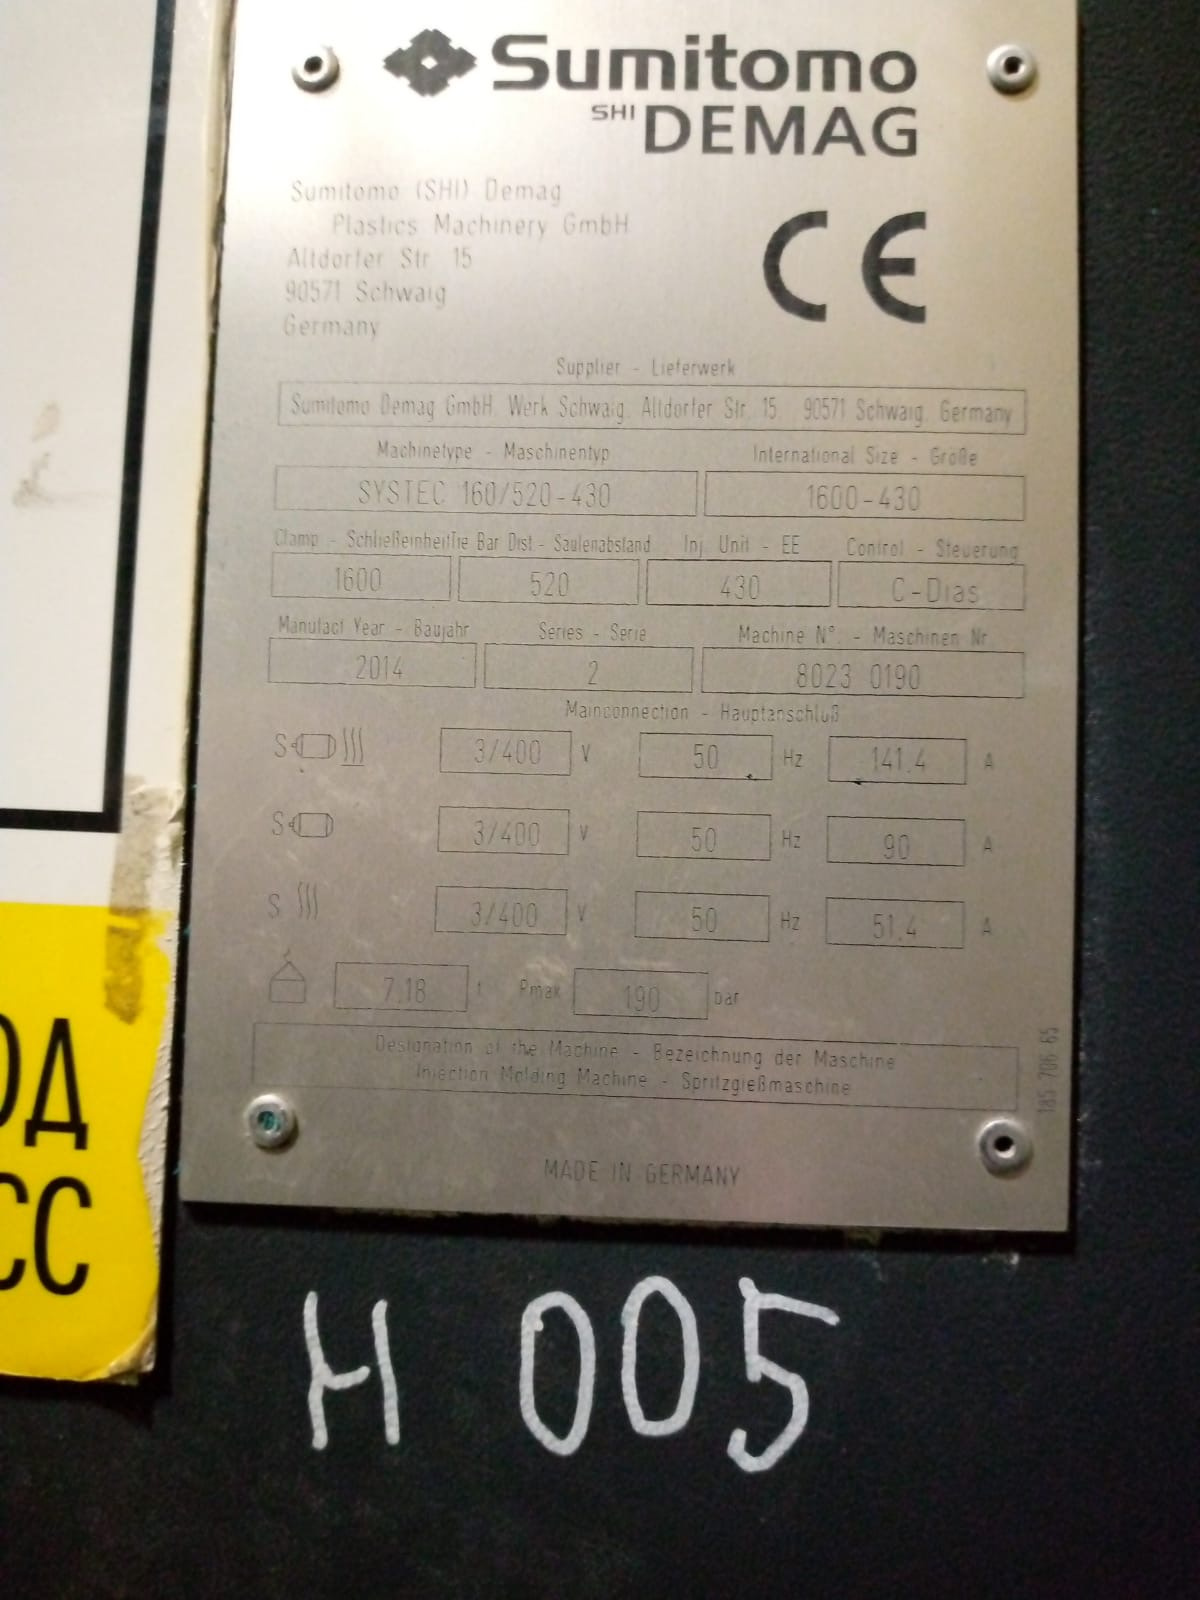 Sumitomo
SHI DEMAG
Sumitomo (SHI) Demag
Plastics Machinery GmbH
Altdorfer Str 15
90571 Schwaig
Germany
CE
Supplier - Lieferwerk
Sumitomo Demag GmbH, Werk Schwaig, Altdorfer Str. 15, 90571 Schwaig, Germany
Machinetype - Maschinentyp International Size - Größe
SYSTEC 160/520-430 1600-430
Clamp - Schließeinheit Tie Bar Dist - Säulenabstand Inj. Unit - EE Control - Steuerung
1600 520 430 C-Dias
Manufact Year - Baujahr Series - Serie Machine N°. - Maschinen Nr
2014 2 8023 0190
Mainconnection - Hauptanschluß
S 3/400 V 50 Hz 141.4 A
S 3/400 V 50 Hz 90 A
S 3/400 V 50 Hz 51.4 A
7.18 t Pmax 190 bar
Designation of the Machine - Bezeichnung der Maschine
Injection Molding Machine - Spritzgießmaschine
185 706 65
MADE IN GERMANY
ОД
СС
H 005